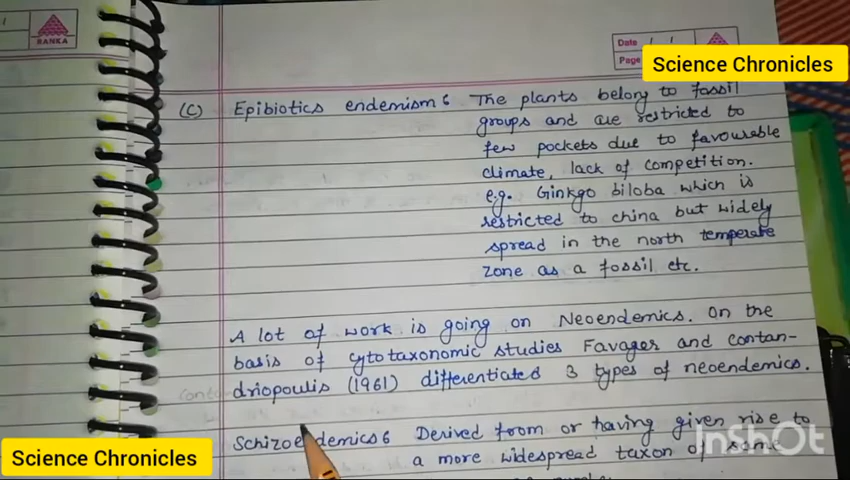 RANKA
Date / /
Page
Science Chronicles
(C) Epibiotics endemism : The plants belong to fossil
groups and are restricted to
few pockets due to favourable
climate, lack of competition.
e.g. Ginkgo biloba which is
restricted to china but widely
spread in the north temperate
zone as a fossil etc.
A lot of work is going on Neoendemics. On the
basis of cytotaxonomic studies Favager and contan-
driopoulis (1961) differentiated 3 types of neoendemics.
Schizoendemics : Derived from or having given rise to
a more widespread taxon of same
InShOt
Science Chronicles